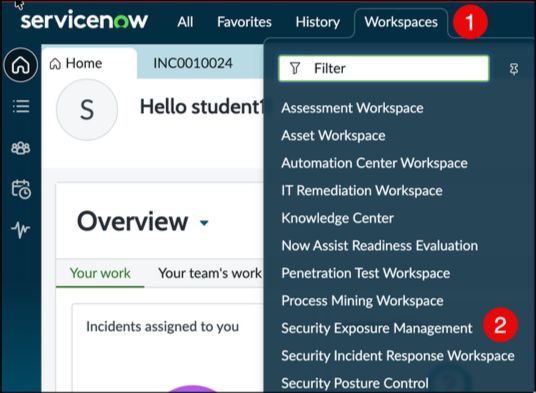 servicenow All Favorites History Workspaces 1
Home INC0010024
Filter
S Hello student1
Assessment Workspace
Asset Workspace
Automation Center Workspace
IT Remediation Workspace
Knowledge Center
Overview
Now Assist Readiness Evaluation
Your work Your team's work
Penetration Test Workspace
Process Mining Workspace
Incidents assigned to you
Security Exposure Management 2
Security Incident Response Workspace
Security Posture Control